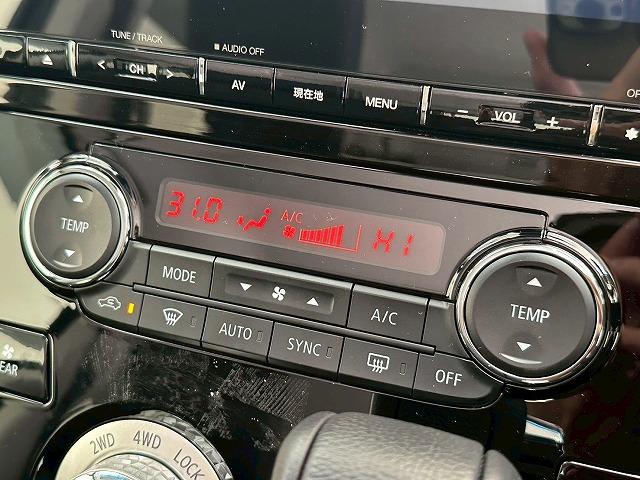 TUNE / TRACK
AUDIO OFF
CH
AV
現在地
MENU
VOL
31.0
A/C
HI
TEMP
TEMP
MODE
A/C
AUTO
SYNC
OFF
2WD
4WD
LOCK